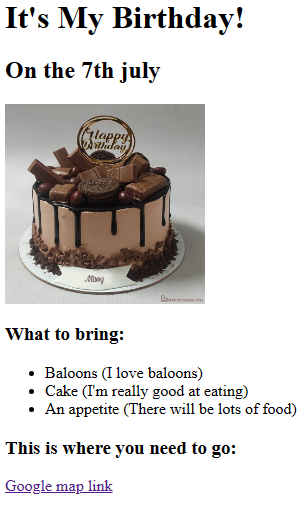 It's My Birthday!
On the 7th july
Happy
Birthday
Missy
What to bring:
Baloons (I love baloons)
Cake (I'm really good at eating)
An appetite (There will be lots of food)
This is where you need to go:
Google map link